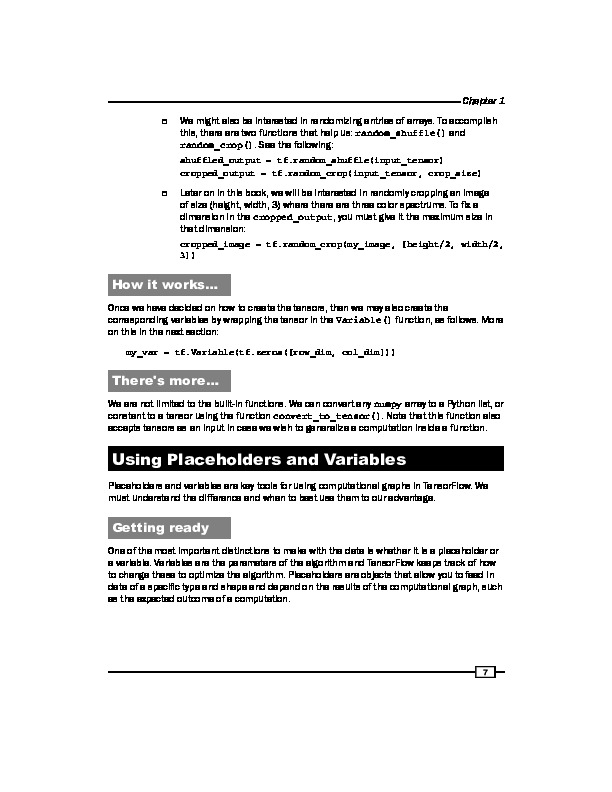 Chapter 1
We might also be interested in randomizing entries of arrays. To accomplish
this, there are two functions that help us: random_shuffle() and
random_crop(). See the following:
shuffled_output = tf.random_shuffle(input_tensor)
cropped_output = tf.random_crop(input_tensor, crop_size)
Later on in this book, we will be interested in randomly cropping an image
of size (height, width, 3) where there are three color spectrums. To fix a
dimension in the cropped_output, you must give it the maximum size in
that dimension:
cropped_image = tf.random_crop(my_image, [height/2, width/2,
3])
How it works…
Once we have decided on how to create the tensors, then we may also create the
corresponding variables by wrapping the tensor in the Variable() function, as follows. More
on this in the next section:
my_var = tf.Variable(tf.zeros([row_dim, col_dim]))
There's more…
We are not limited to the built-in functions. We can convert any numpy array to a Python list, or
constant to a tensor using the function convert_to_tensor(). Note that this function also
accepts tensors as an input in case we wish to generalize a computation inside a function.
Using Placeholders and Variables
Placeholders and variables are key tools for using computational graphs in TensorFlow. We
must understand the difference and when to best use them to our advantage.
Getting ready
One of the most important distinctions to make with the data is whether it is a placeholder or
a variable. Variables are the parameters of the algorithm and TensorFlow keeps track of how
to change these to optimize the algorithm. Placeholders are objects that allow you to feed in
data of a specific type and shape and depend on the results of the computational graph, such
as the expected outcome of a computation.
7